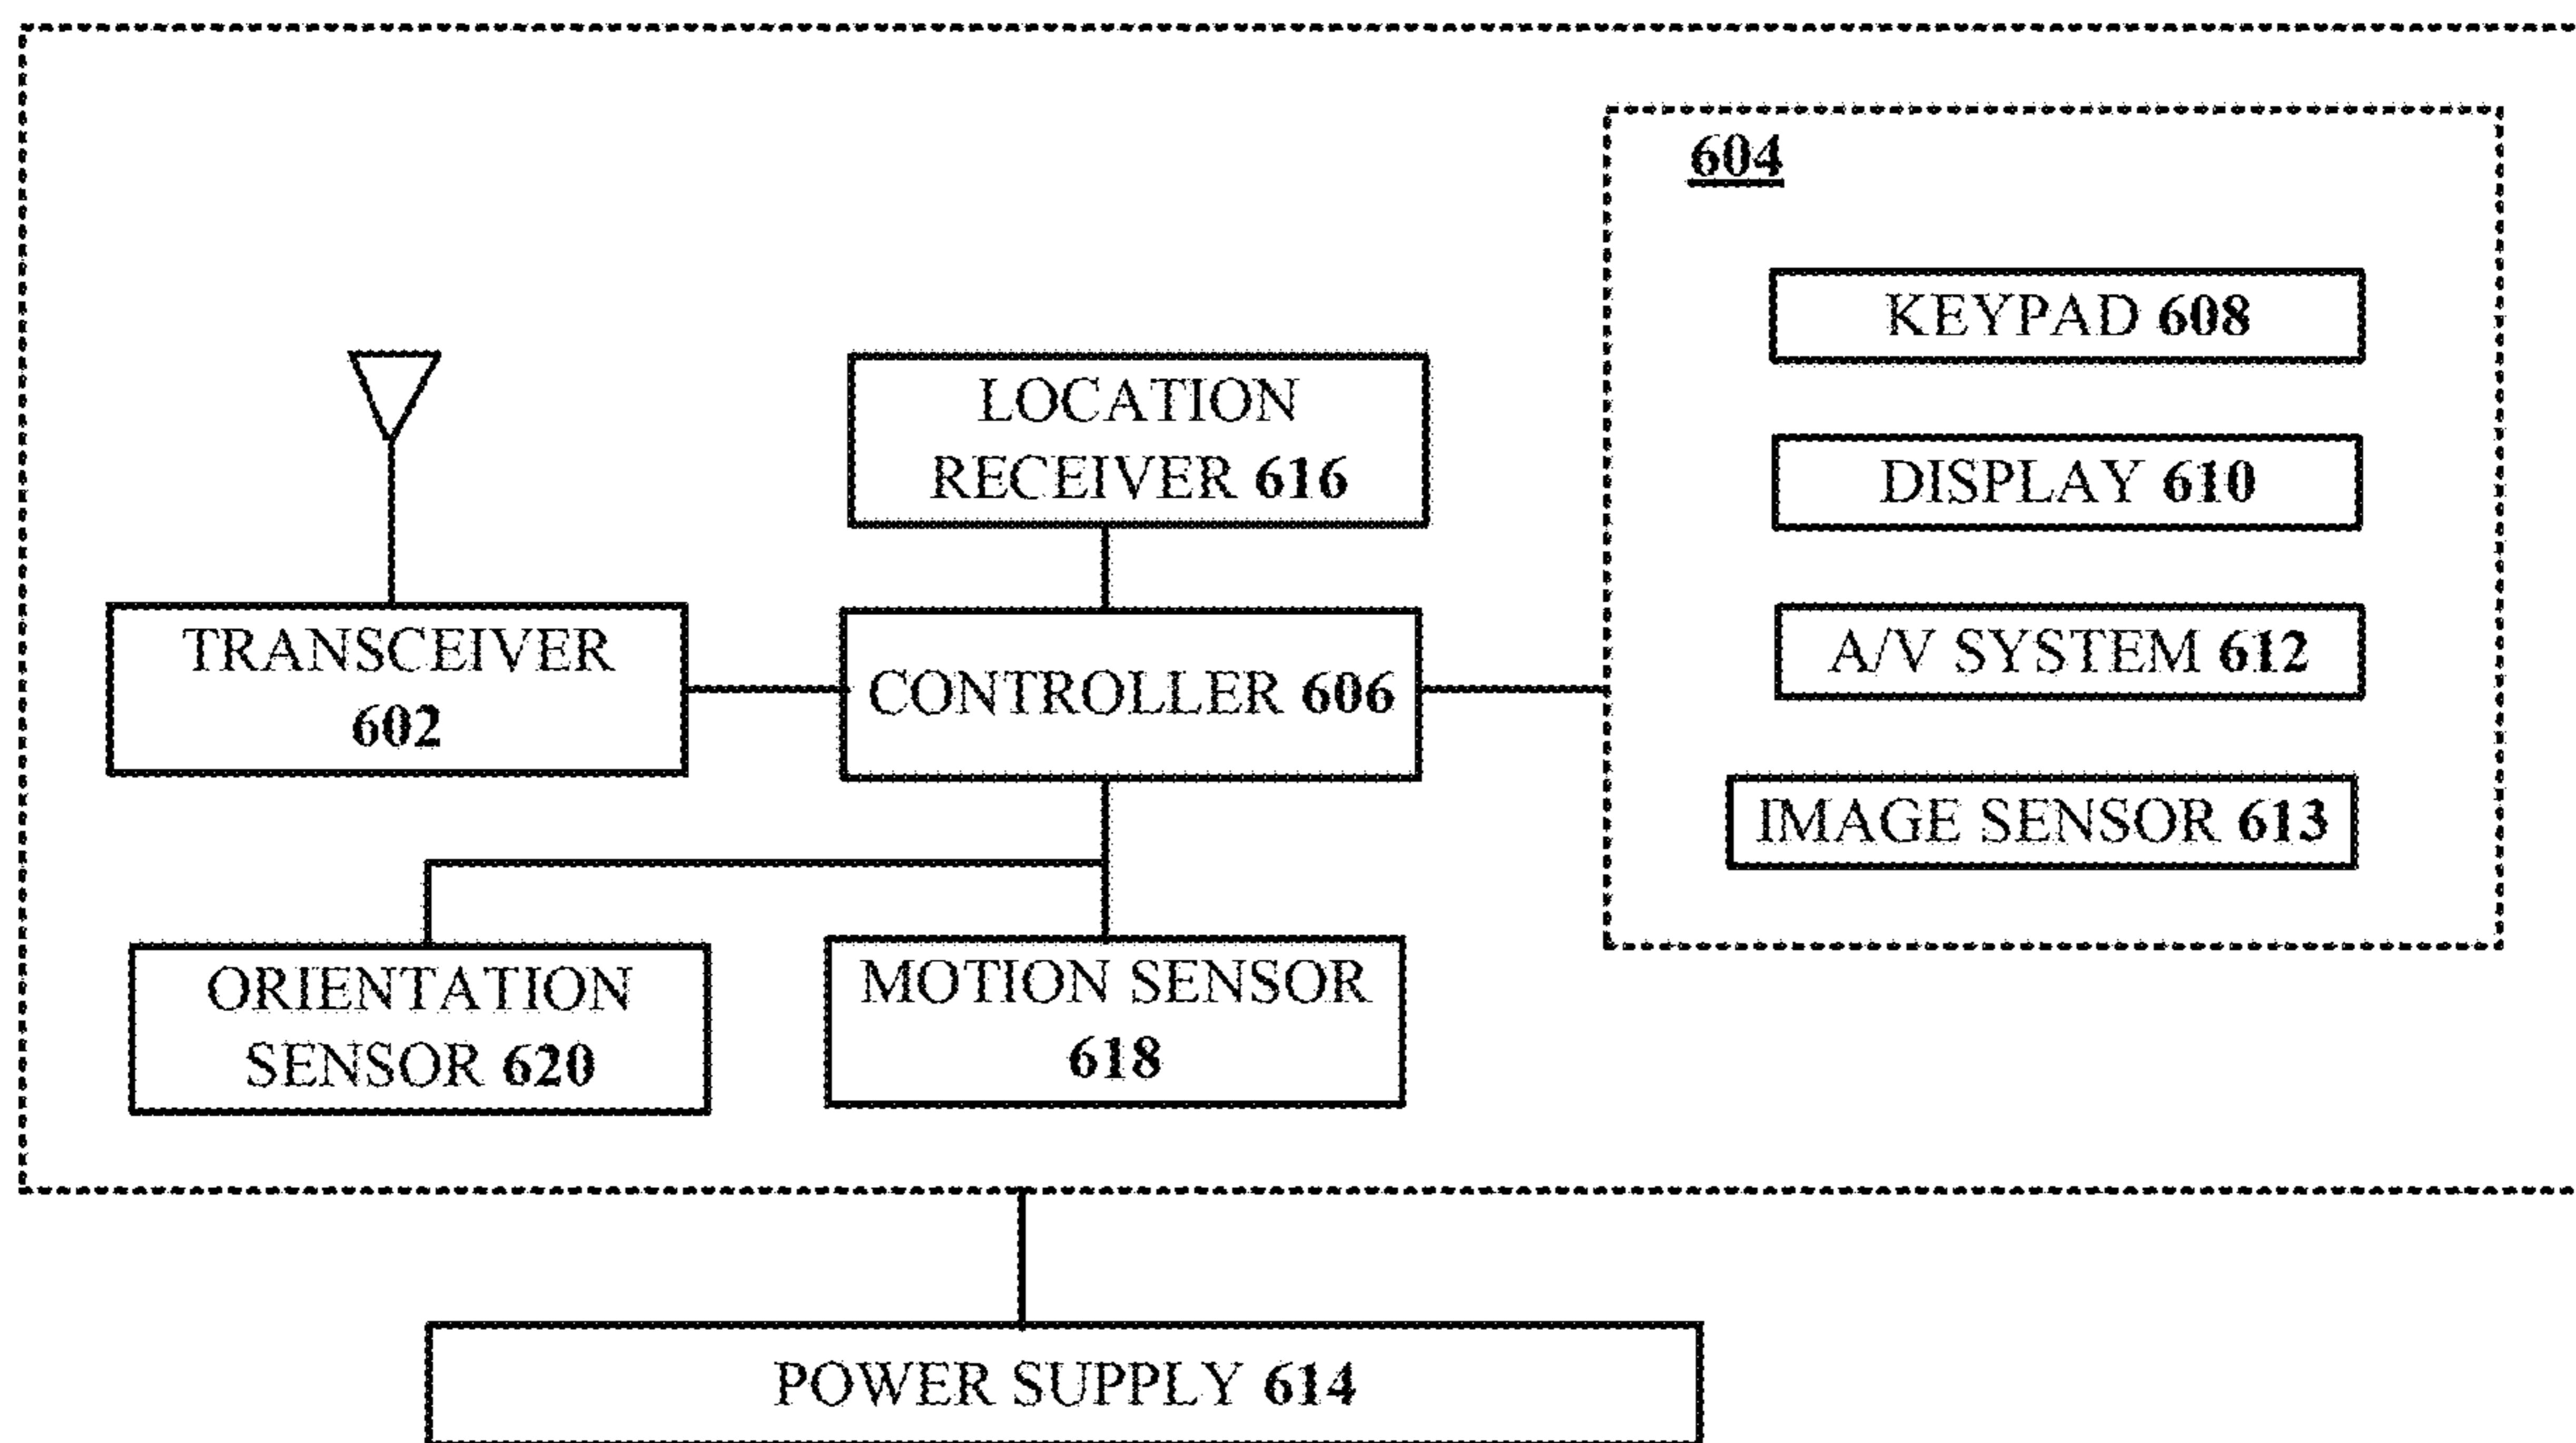 604
KEYPAD 608
LOCATION
RECEIVER 616
DISPLAY 610
TRANSCEIVER
602
CONTROLLER 606
A/V SYSTEM 612
IMAGE SENSOR 613
ORIENTATION
SENSOR 620
MOTION SENSOR
618
POWER SUPPLY 614